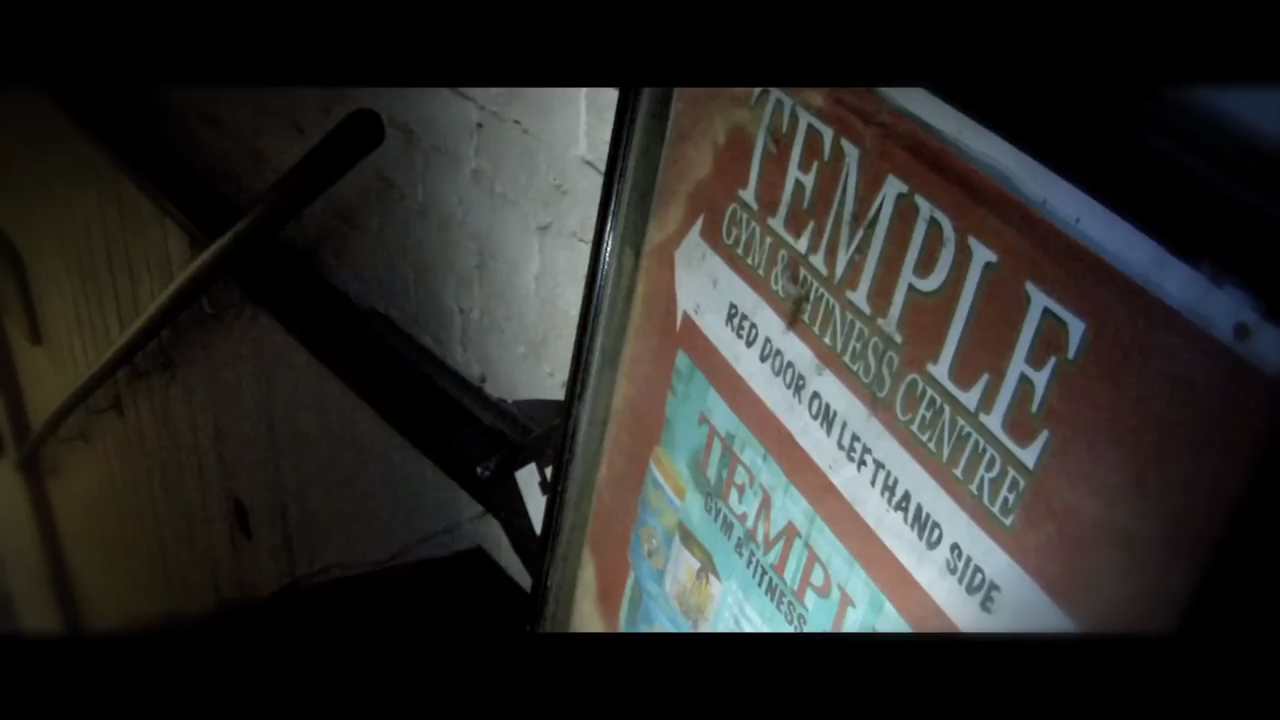 TEMPLE
GYM & FITNESS CENTRE
RED DOOR ON LEFTHAND SIDE
TEMPL
GYM & FITNESS